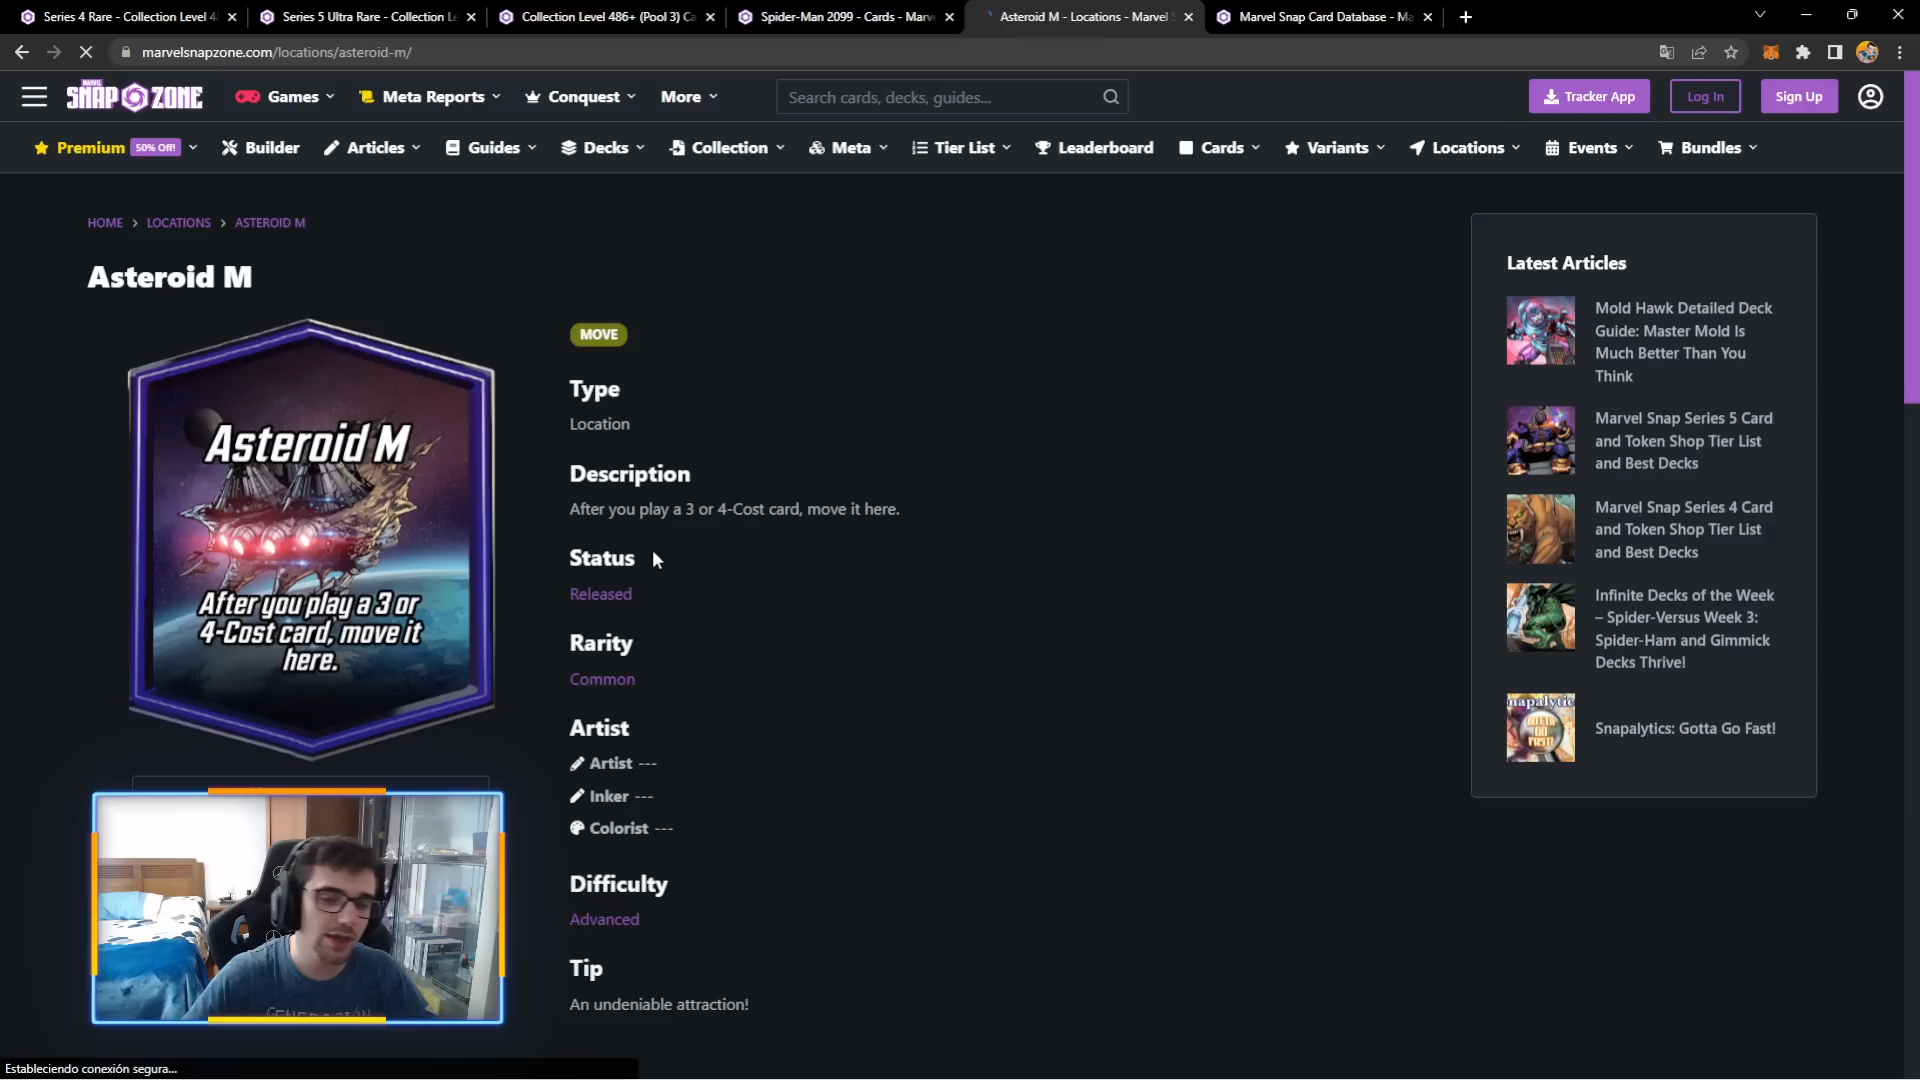 Series 4 Rare - Collection Level 4
Series 5 Ultra Rare - Collection Le
Collection Level 486+ (Pool 3) Ca
Spider-Man 2099 - Cards - Marve
Asteroid M - Locations - Marvel S
Marvel Snap Card Database - Ma
marvelsnapzone.com/locations/asteroid-m/
MARVEL
SNAP ZONE
Games
Meta Reports
Conquest
More
Search cards, decks, guides...
Tracker App
Log In
Sign Up
Premium
50% Off!
Builder
Articles
Guides
Decks
Collection
Meta
Tier List
Leaderboard
Cards
Variants
Locations
Events
Bundles
HOME > LOCATIONS > ASTEROID M
Asteroid M
Asteroid M
After you play a 3 or
4-Cost card, move it
here.
MOVE
Type
Location
Description
After you play a 3 or 4-Cost card, move it here.
Status
Released
Rarity
Common
Artist
Artist ---
Inker ---
Colorist ---
Difficulty
Advanced
Tip
An undeniable attraction!
Latest Articles
Mold Hawk Detailed Deck
Guide: Master Mold Is
Much Better Than You
Think
Marvel Snap Series 5 Card
and Token Shop Tier List
and Best Decks
Marvel Snap Series 4 Card
and Token Shop Tier List
and Best Decks
Infinite Decks of the Week
– Spider-Versus Week 3:
Spider-Ham and Gimmick
Decks Thrive!
Snapalytics: Gotta Go Fast!
Estableciendo conexión segura...